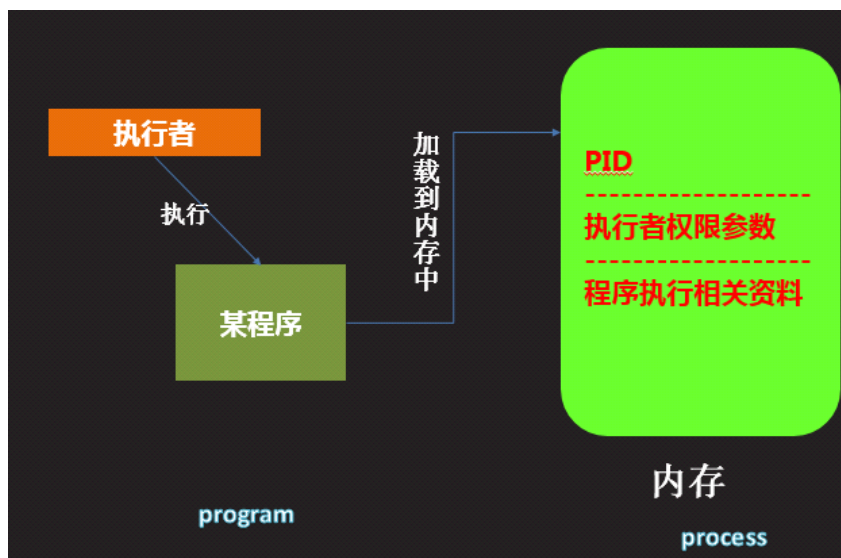 执行者
执行
某程序
加载到内存中
PID
--------------------
执行者权限参数
--------------------
程序执行相关资料
内存
program
process